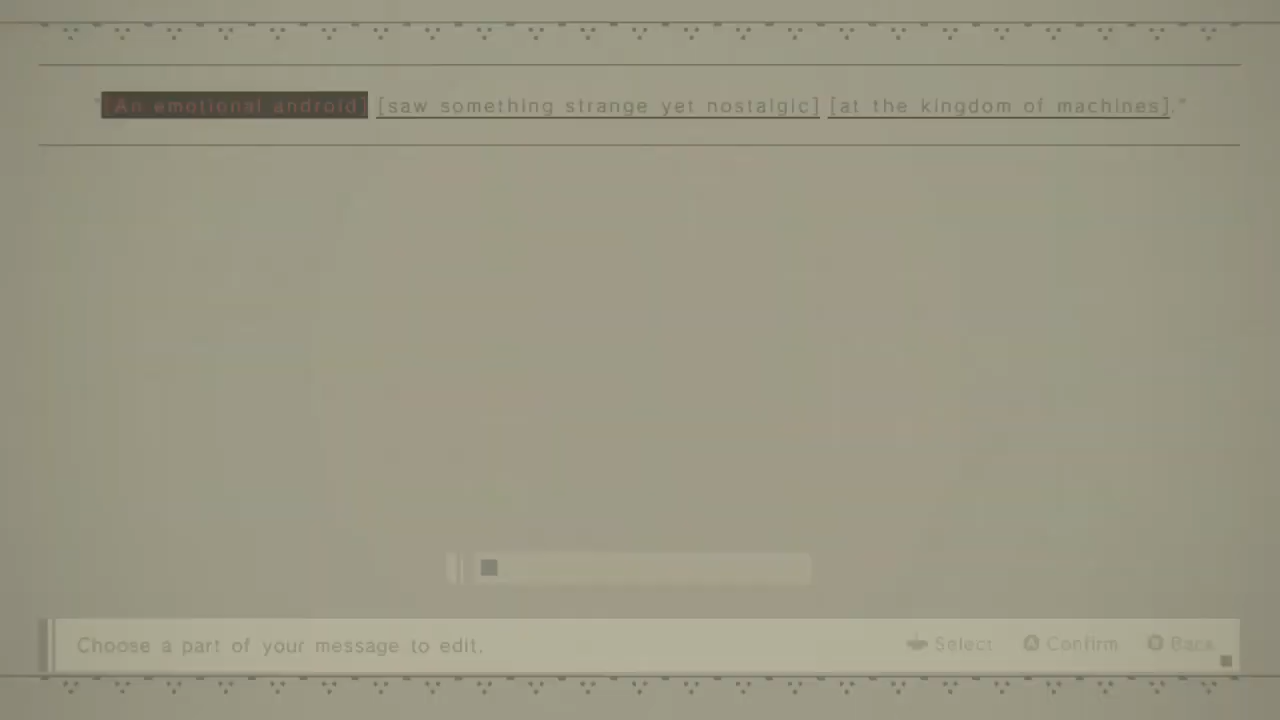 "[An emotional android] [saw something strange yet nostalgic] [at the kingdom of machines]."
Choose a part of your message to edit. Select A Confirm B Back